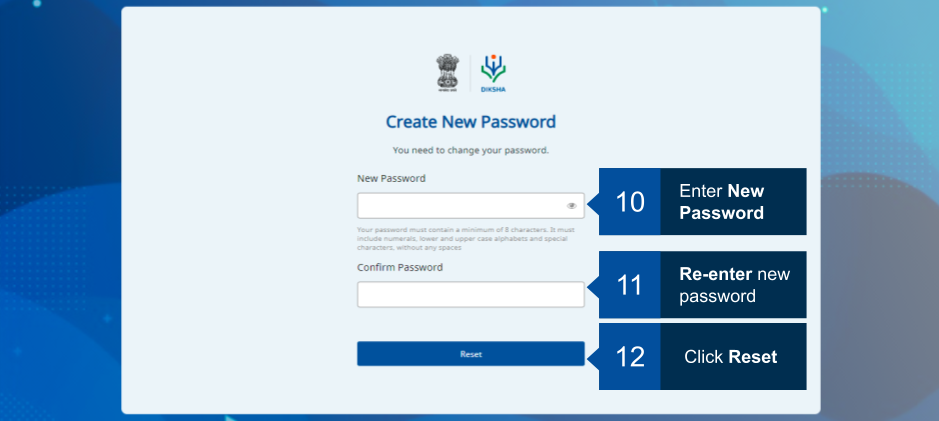 DIKSHA
Create New Password
You need to change your password.
New Password
10
Enter New
Password
Your password must contain a minimum of 8 characters. It must
include numerals, lower and upper case alphabets and special
characters, without any spaces
Confirm Password
11
Re-enter new
password
Reset
12
Click Reset